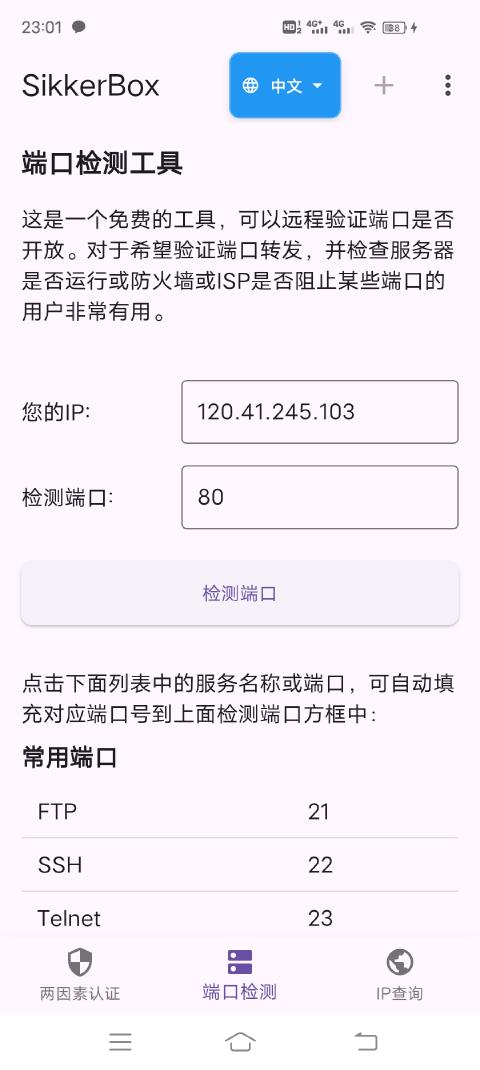 23:01
HD 1 2 4G+ 4G 88
SikkerBox
中文
端口检测工具
这是一个免费的工具，可以远程验证端口是否
开放。对于希望验证端口转发，并检查服务器
是否运行或防火墙或ISP是否阻止某些端口的
用户非常有用。
您的IP: 120.41.245.103
检测端口: 80
检测端口
点击下面列表中的服务名称或端口，可自动填
充对应端口号到上面检测端口方框中:
常用端口
FTP 21
SSH 22
Telnet 23
两因素认证 端口检测 IP查询